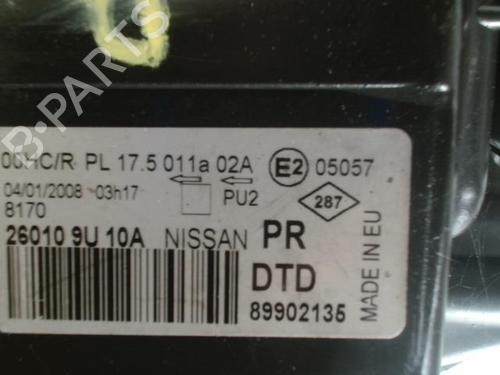 00HC/R PL 17.5 011a 02A E2 05057
04/01/2008 - 03h17 PU2 287
8170
26010 9U 10A NISSAN PR
DTD
89902135
MADE IN EU
B-PARTS